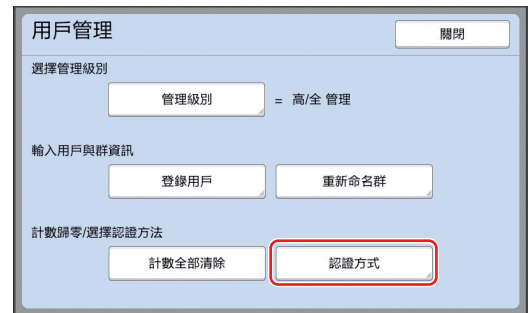 用戶管理 關閉
選擇管理級別
管理級別 = 高/全 管理
輸入用戶與群資訊
登錄用戶 重新命名群
計數歸零/選擇認證方法
計數全部清除 認證方式